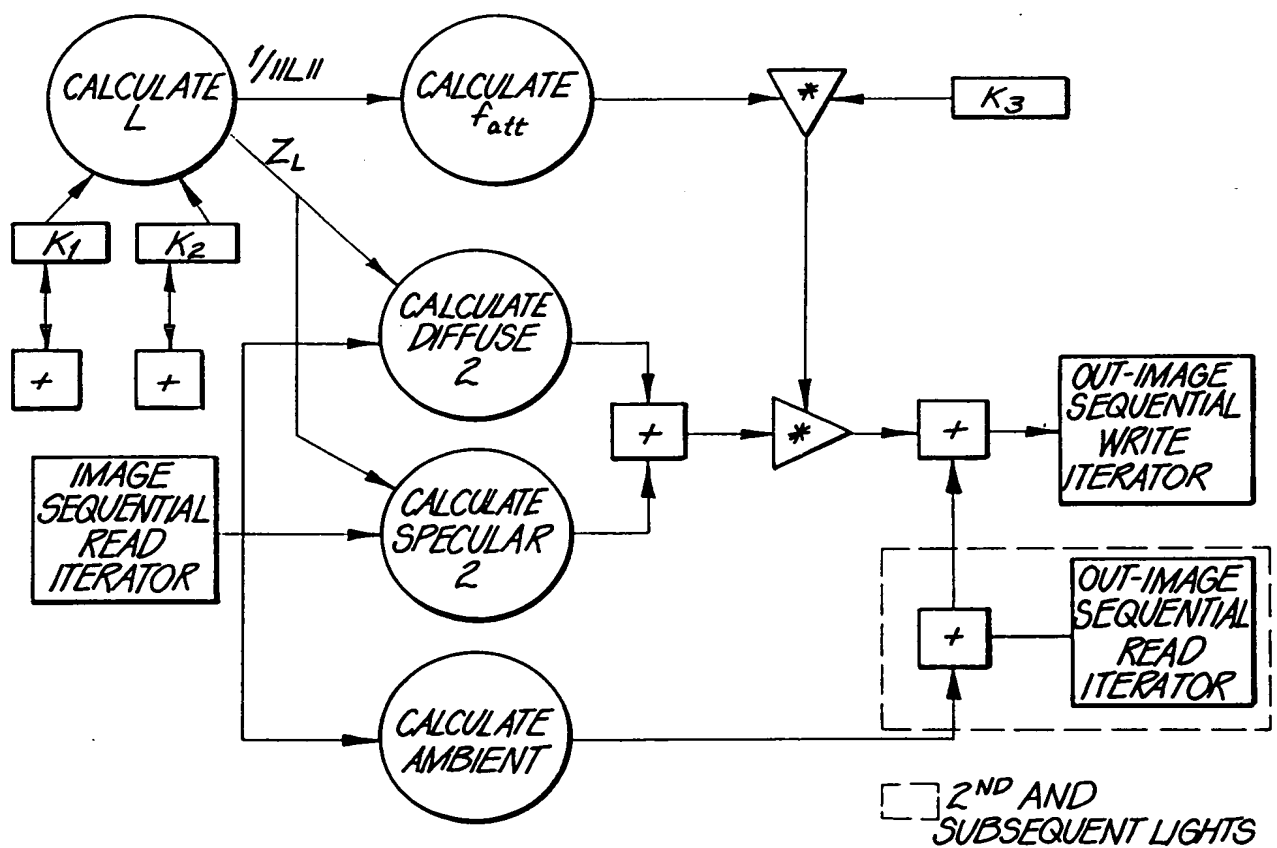 CALCULATE
L
1/||L||
CALCULATE
fatt
*
K3
ZL
K1
K2
+
+
CALCULATE
DIFFUSE
2
IMAGE
SEQUENTIAL
READ
ITERATOR
CALCULATE
SPECULAR
2
+
*
+
OUT-IMAGE
SEQUENTIAL
WRITE
ITERATOR
+
OUT-IMAGE
SEQUENTIAL
READ
ITERATOR
CALCULATE
AMBIENT
2ND AND
SUBSEQUENT LIGHTS